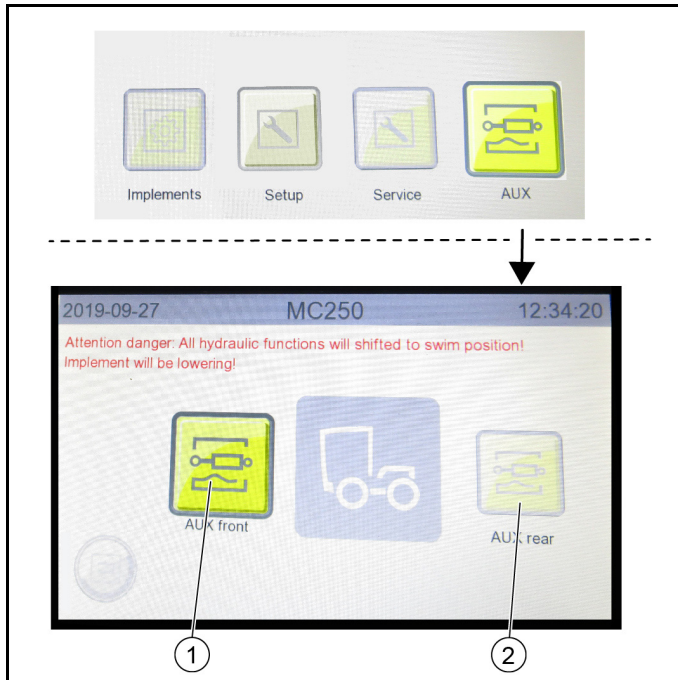 Implements
Setup
Service
AUX
2019-09-27
MC250
12:34:20
Attention danger: All hydraulic functions will shifted to swim position!
Implement will be lowering!
AUX front
AUX rear
1
2